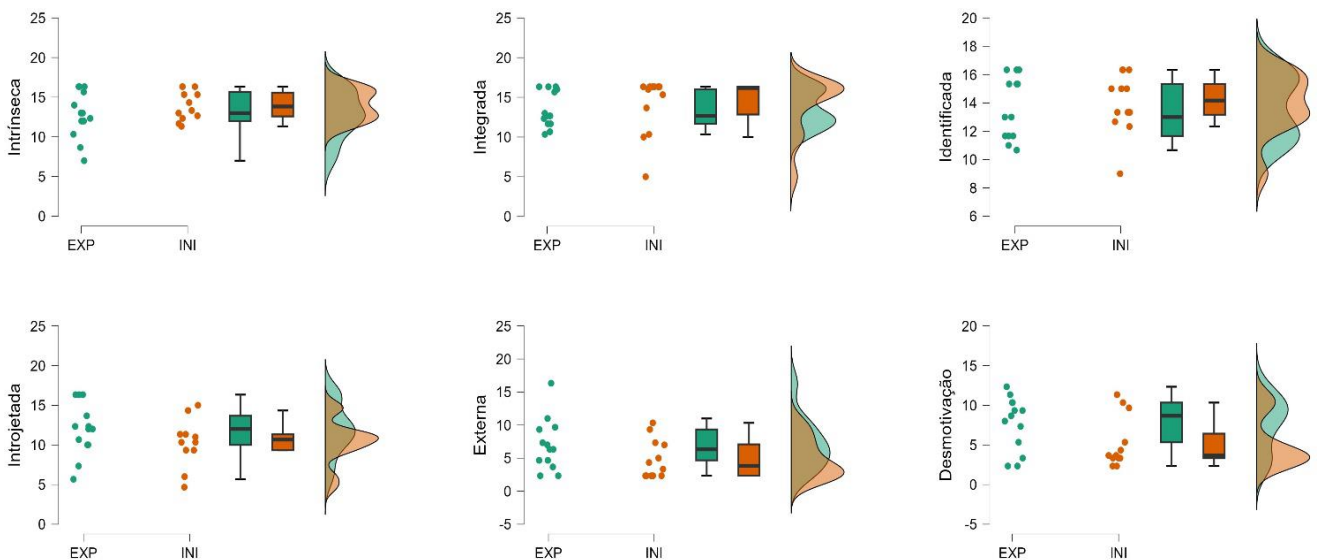 Intrínseca
25
20
15
10
5
0
EXP
INI
Integrada
25
20
15
10
5
0
EXP
INI
Identificada
20
18
16
14
12
10
8
6
EXP
INI
Introjetada
25
20
15
10
5
0
EXP
INI
Externa
25
20
15
10
5
0
-5
EXP
INI
Desmotivação
20
15
10
5
0
-5
EXP
INI